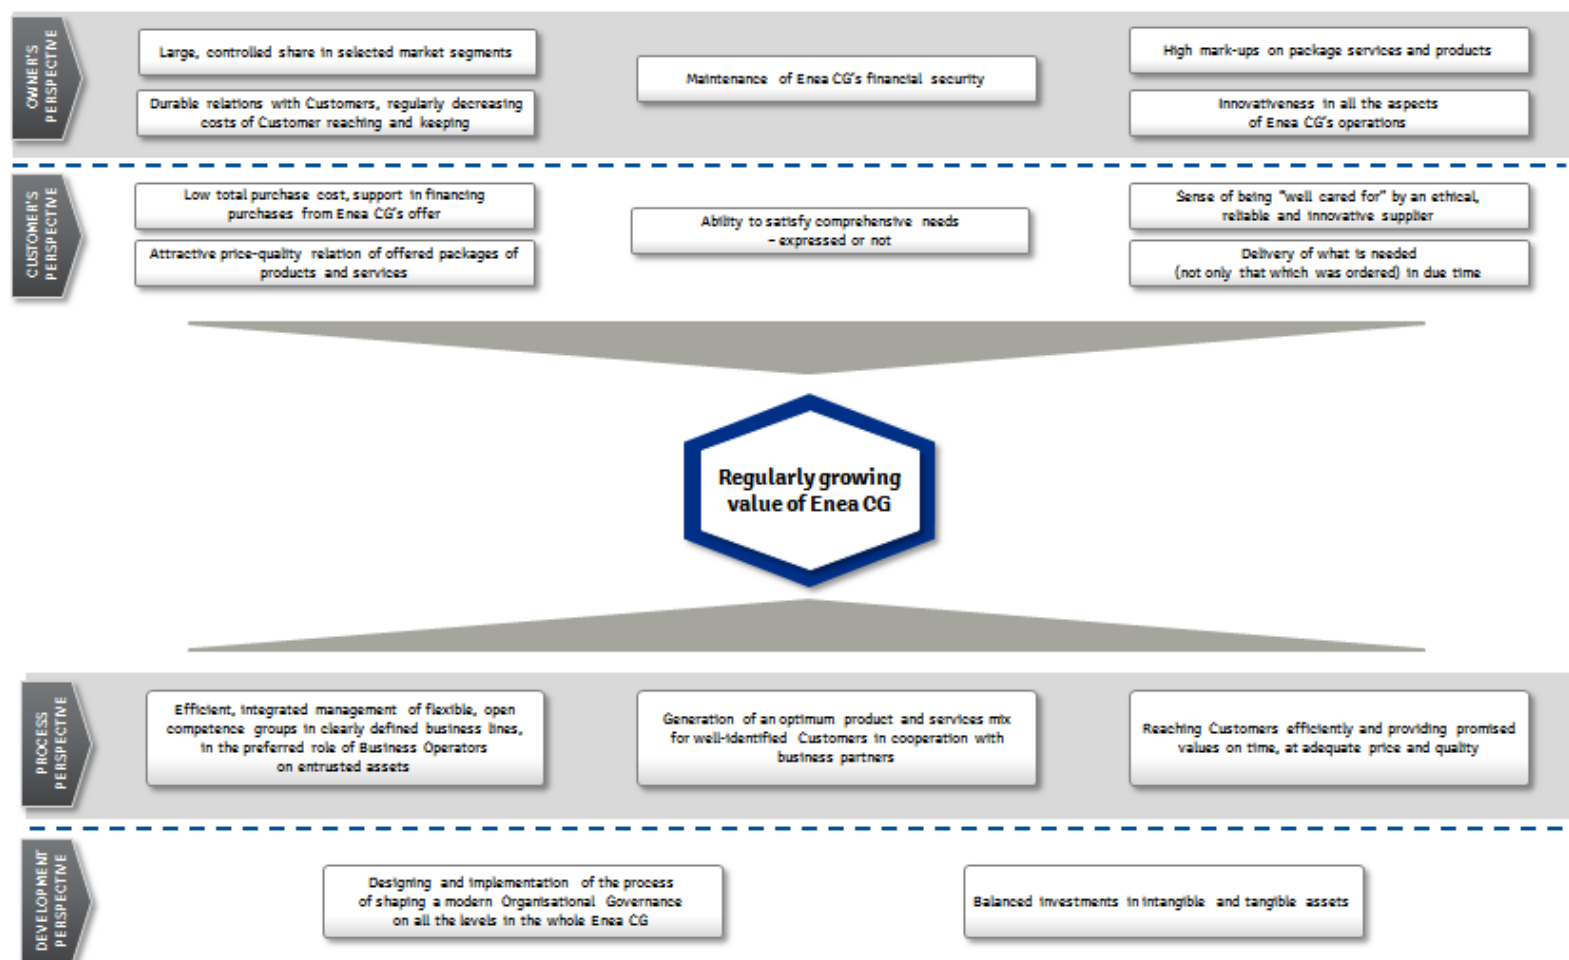 OWNER'S
PERSPECTIVE
Large, controlled share in selected market segments
Durable relations with Customers, regularly decreasing
costs of Customer reaching and keeping
Maintenance of Enea CG's financial security
High mark-ups on package services and products
Innovativeness in all the aspects
of Enea CG's operations
CUSTOMER'S
PERSPECTIVE
Low total purchase cost, support in financing
purchases from Enea CG's offer
Attractive price-quality relation of offered packages of
products and services
Ability to satisfy comprehensive needs
– expressed or not
Sense of being “well cared for” by an ethical,
reliable and innovative supplier
Delivery of what is needed
(not only that which was ordered) in due time
Regularly growing
value of Enea CG
PROCESS
PERSPECTIVE
Efficient, integrated management of flexible, open
competence groups in clearly defined business lines,
in the preferred role of Business Operators
on entrusted assets
Generation of an optimum product and services mix
for well-identified Customers in cooperation with
business partners
Reaching Customers efficiently and providing promised
values on time, at adequate price and quality
DEVELOPMENT
PERSPECTIVE
Designing and implementation of the process
of shaping a modern Organisational Governance
on all the levels in the whole Enea CG
Balanced investments in intangible and tangible assets